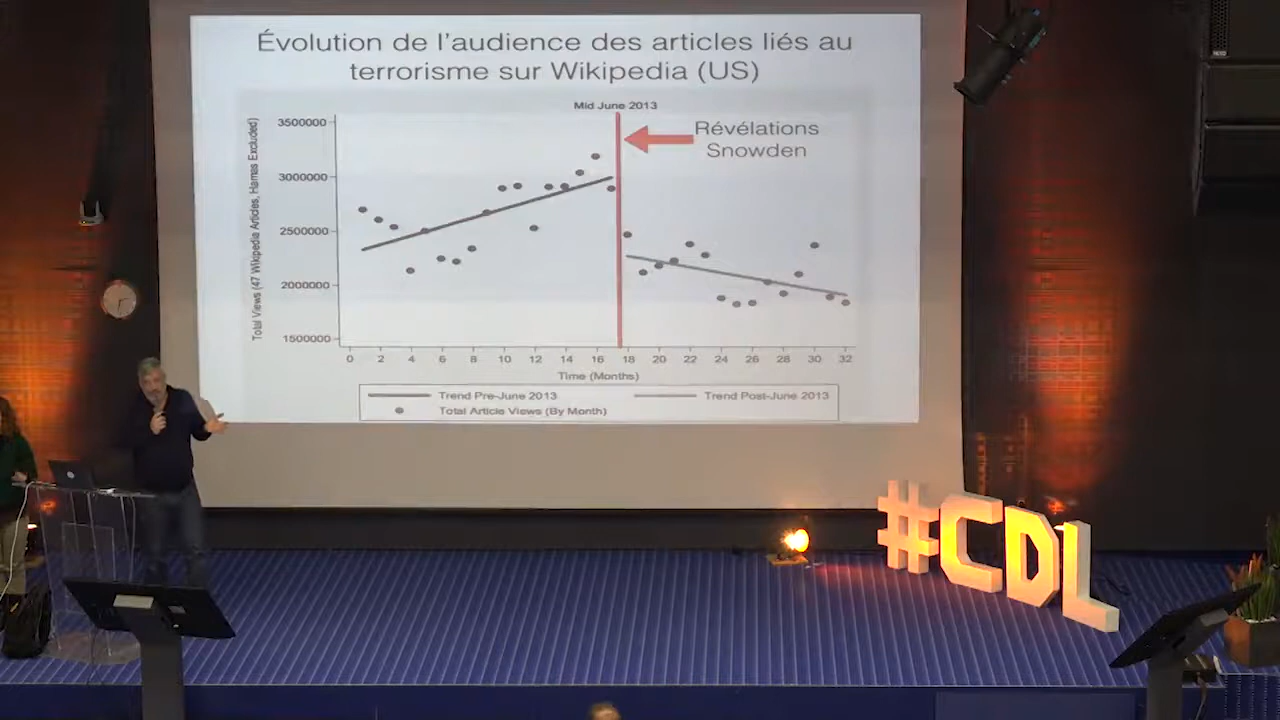 Évolution de l'audience des articles liés au
terrorisme sur Wikipedia (US)
Mid June 2013
Révélations
Snowden
Total Views (47 Wikipedia Articles, Hamas Excluded)
3500000
3000000
2500000
2000000
1500000
0 2 4 6 8 10 12 14 16 18 20 22 24 26 28 30 32
Time (Months)
Trend Pre-June 2013 Trend Post-June 2013
Total Article Views (By Month)
#CDL